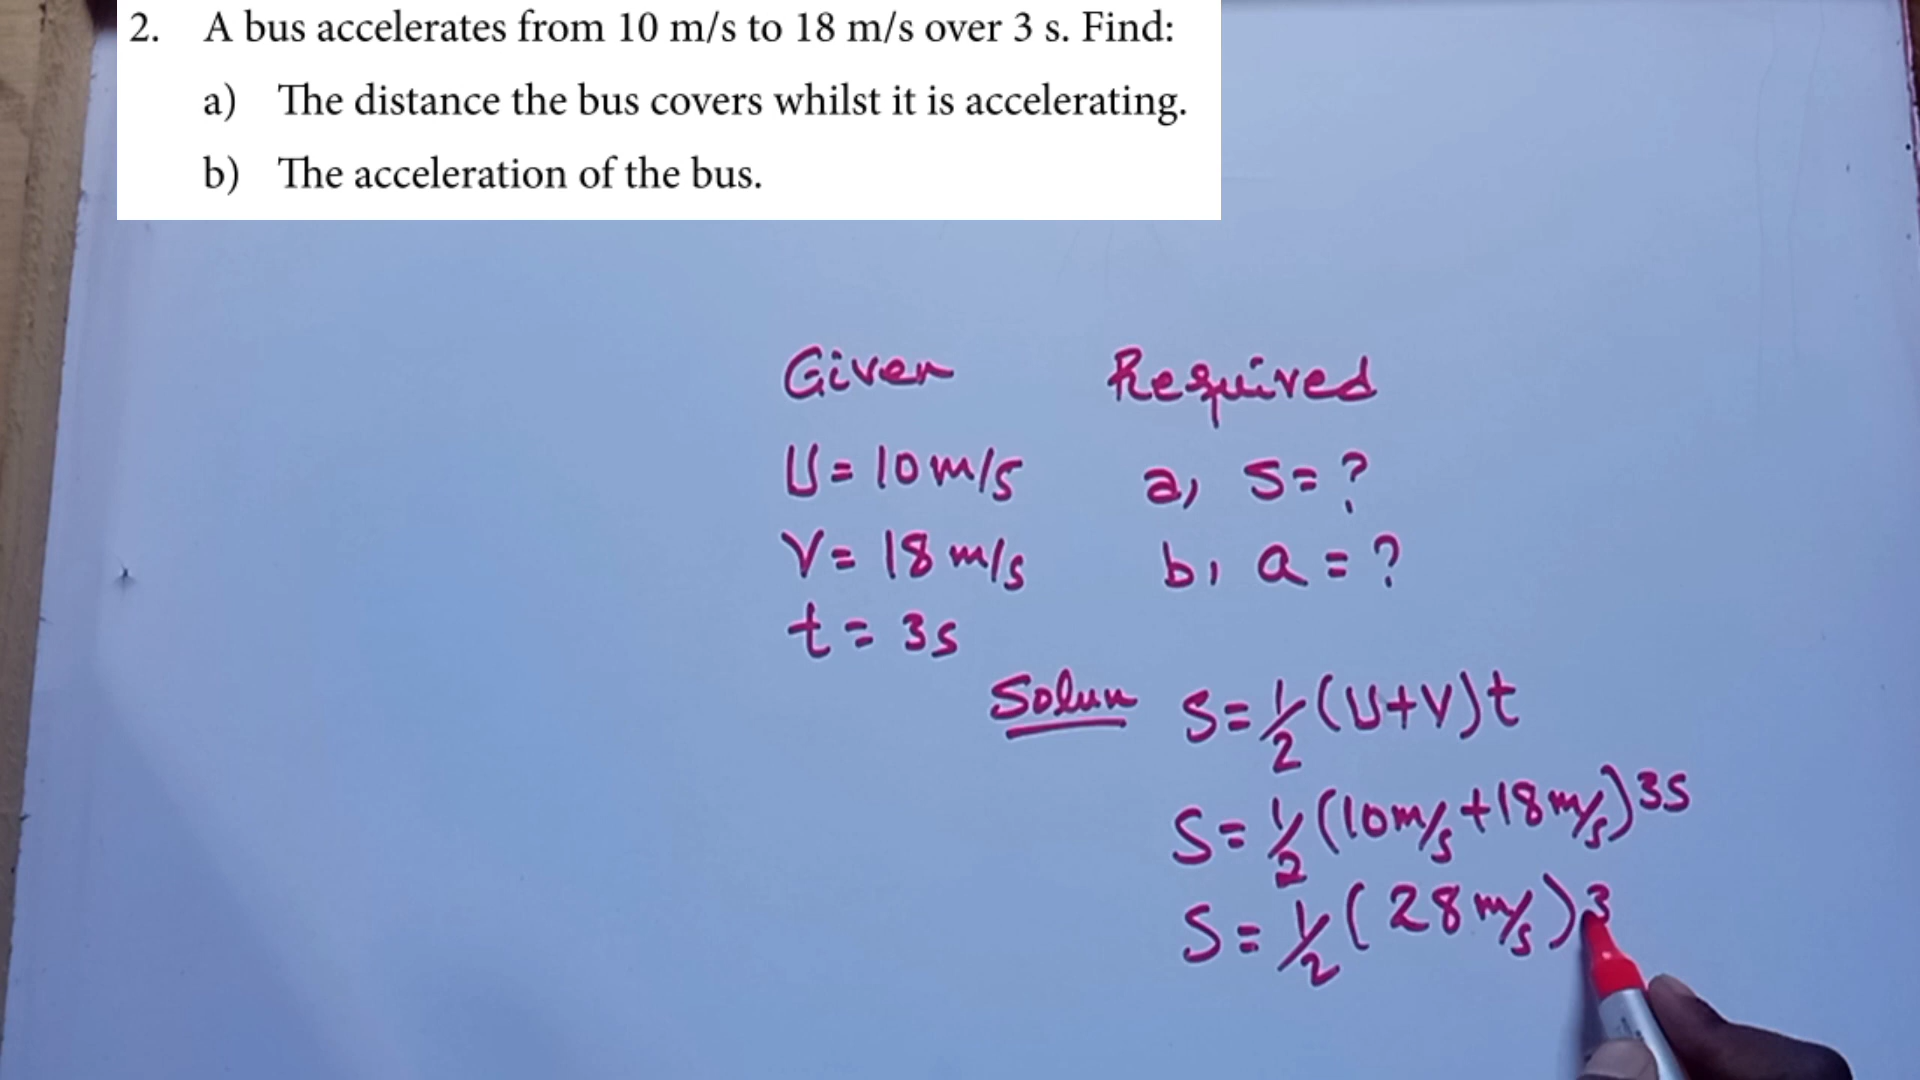 2. A bus accelerates from 10 m/s to 18 m/s over 3 s. Find:
a) The distance the bus covers whilst it is accelerating.
b) The acceleration of the bus.
Given Required
U = 10 m/s a, S = ?
V = 18 m/s b, a = ?
t = 3s
Solun S = 1/2 (U+V)t
S = 1/2 (10m/s + 18m/s) 3s
S = 1/2 (28 m/s) 3